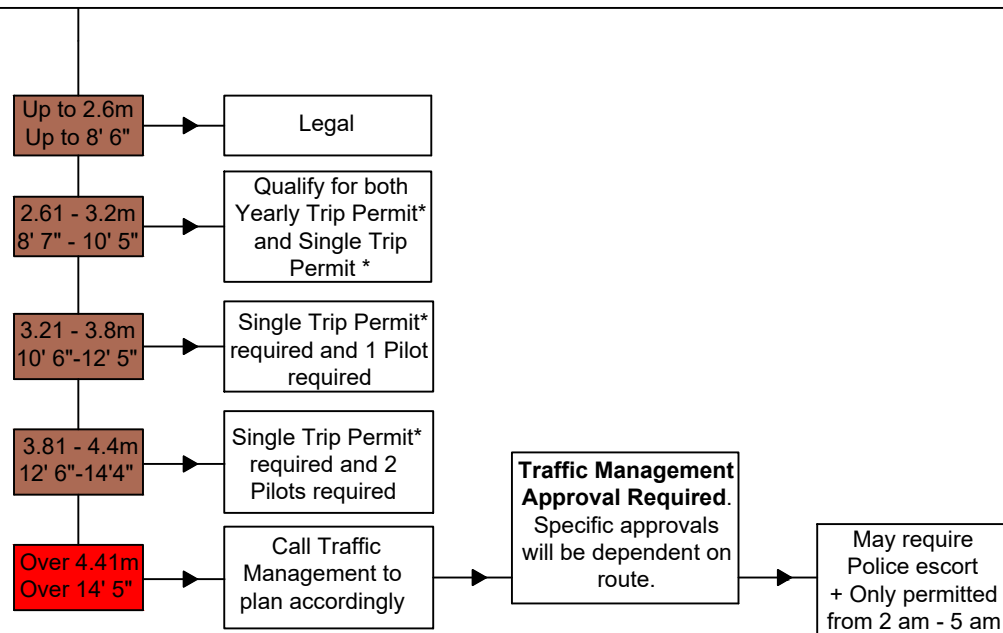 Up to 2.6m
Up to 8' 6"
Legal
2.61 - 3.2m
8' 7" - 10' 5"
Qualify for both
Yearly Trip Permit*
and Single Trip
Permit *
3.21 - 3.8m
10' 6"-12' 5"
Single Trip Permit*
required and 1 Pilot
required
3.81 - 4.4m
12' 6"-14'4"
Single Trip Permit*
required and 2
Pilots required
Over 4.41m
Over 14' 5"
Call Traffic
Management to
plan accordingly
Traffic Management
Approval Required.
Specific approvals
will be dependent on
route.
May require
Police escort
+ Only permitted
from 2 am - 5 am